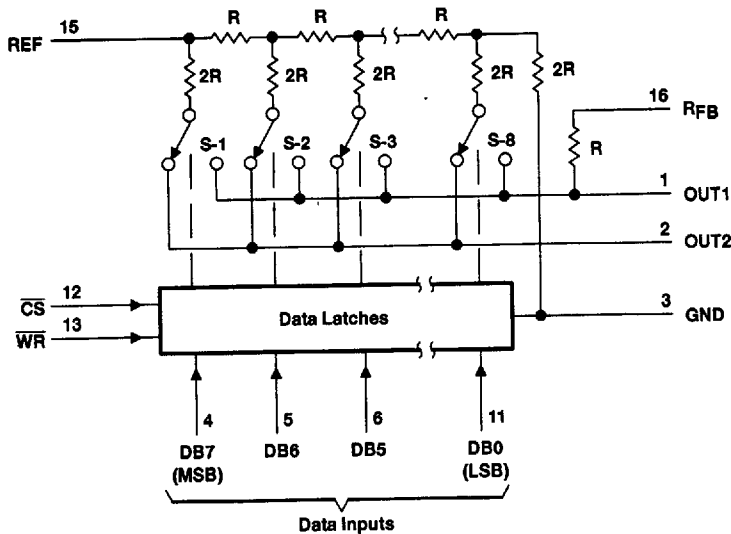 R R R
15
REF
2R 2R 2R 2R 2R
16
RFB
S-1 S-2 S-3 S-8
R
1
OUT1
2
OUT2
12
CS
3
GND
Data Latches
13
WR
4 5 6 11
DB7 DB6 DB5 DB0
(MSB) (LSB)
Data Inputs